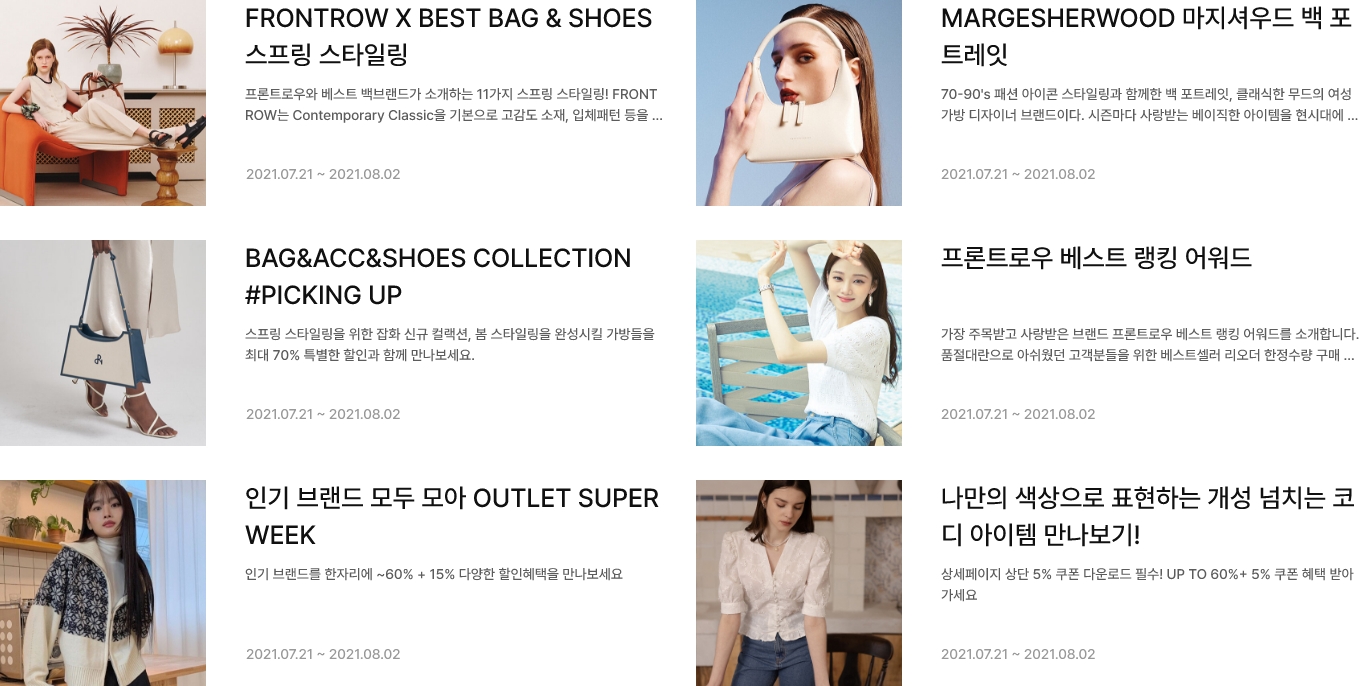 FRONTROW X BEST BAG & SHOES
스프링 스타일링
프론트로우와 베스트 백브랜드가 소개하는 11가지 스프링 스타일링! FRONT
ROW는 Contemporary Classic을 기본으로 고감도 소재, 입체패턴 등을 ...
2021.07.21 ~ 2021.08.02
MARGESHERWOOD 마지셔우드 백 포
트레잇
70-90's 패션 아이콘 스타일링과 함께한 백 포트레잇, 클래식한 무드의 여성
가방 디자이너 브랜드이다. 시즌마다 사랑받는 베이직한 아이템을 현시대에 ...
2021.07.21 ~ 2021.08.02
BAG&ACC&SHOES COLLECTION
#PICKING UP
스프링 스타일링을 위한 잡화 신규 컬랙션, 봄 스타일링을 완성시킬 가방들을
최대 70% 특별한 할인과 함께 만나보세요.
2021.07.21 ~ 2021.08.02
프론트로우 베스트 랭킹 어워드
가장 주목받고 사랑받은 브랜드 프론트로우 베스트 랭킹 어워드를 소개합니다.
품절대란으로 아쉬웠던 고객분들을 위한 베스트셀러 리오더 한정수량 구매 ...
2021.07.21 ~ 2021.08.02
인기 브랜드 모두 모아 OUTLET SUPER
WEEK
인기 브랜드를 한자리에 ~60% + 15% 다양한 할인혜택을 만나보세요
2021.07.21 ~ 2021.08.02
나만의 색상으로 표현하는 개성 넘치는 코
디 아이템 만나보기!
상세페이지 상단 5% 쿠폰 다운로드 필수! UP TO 60%+ 5% 쿠폰 혜택 받아
가세요
2021.07.21 ~ 2021.08.02